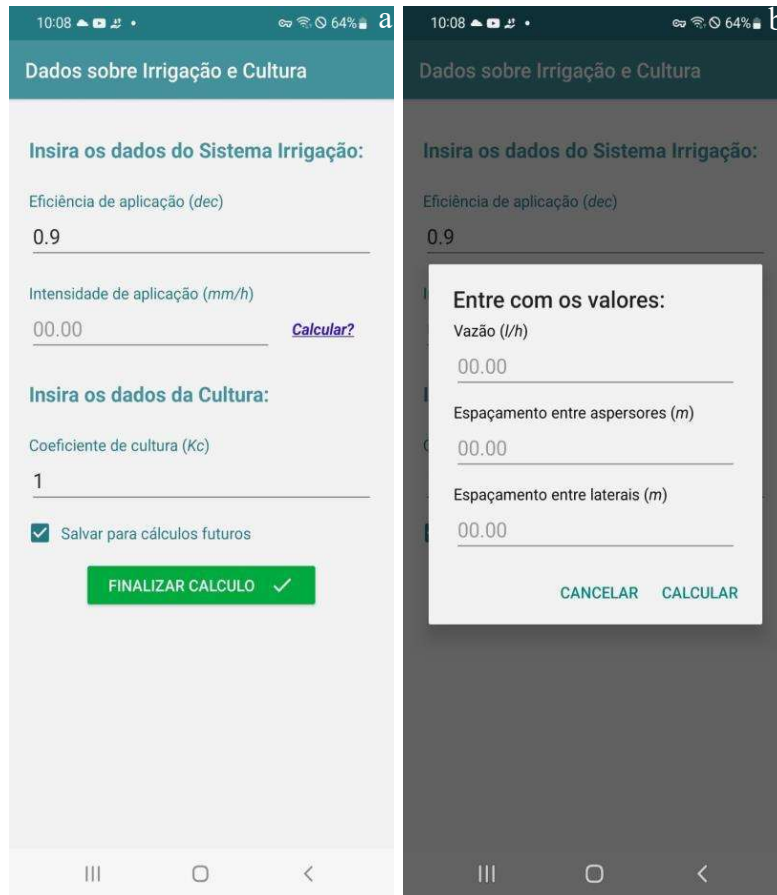 10:08
64%
a
Dados sobre Irrigação e Cultura
Insira os dados do Sistema Irrigação:
Eficiência de aplicação (dec)
0.9
Intensidade de aplicação (mm/h)
00.00
Calcular?
Insira os dados da Cultura:
Coeficiente de cultura (Kc)
1
Salvar para cálculos futuros
FINALIZAR CALCULO
10:08
64%
b
Dados sobre Irrigação e Cultura
Insira os dados do Sistema Irrigação:
Eficiência de aplicação (dec)
0.9
Entre com os valores:
Vazão (l/h)
00.00
Espaçamento entre aspersores (m)
00.00
Espaçamento entre laterais (m)
00.00
CANCELAR CALCULAR